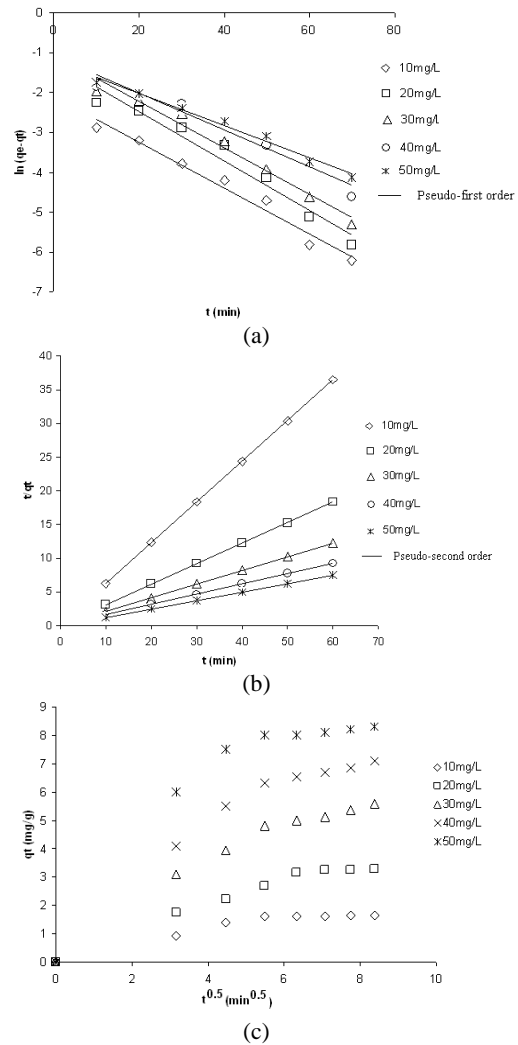 0 20 40 60 80
0
-1
-2
-3
-4
-5
-6
-7
ln (qe-qt)
t (min)
10mg/L
20mg/L
30mg/L
40mg/L
50mg/L
Pseudo-first order
(a)
40
35
30
25
20
15
10
5
0
t/qt
0 10 20 30 40 50 60 70
t (min)
10mg/L
20mg/L
30mg/L
40mg/L
50mg/L
Pseudo-second order
(b)
9
8
7
6
5
4
3
2
1
0
qt (mg/g)
0 2 4 6 8 10
t^0.5 (min^0.5)
10mg/L
20mg/L
30mg/L
40mg/L
50mg/L
(c)